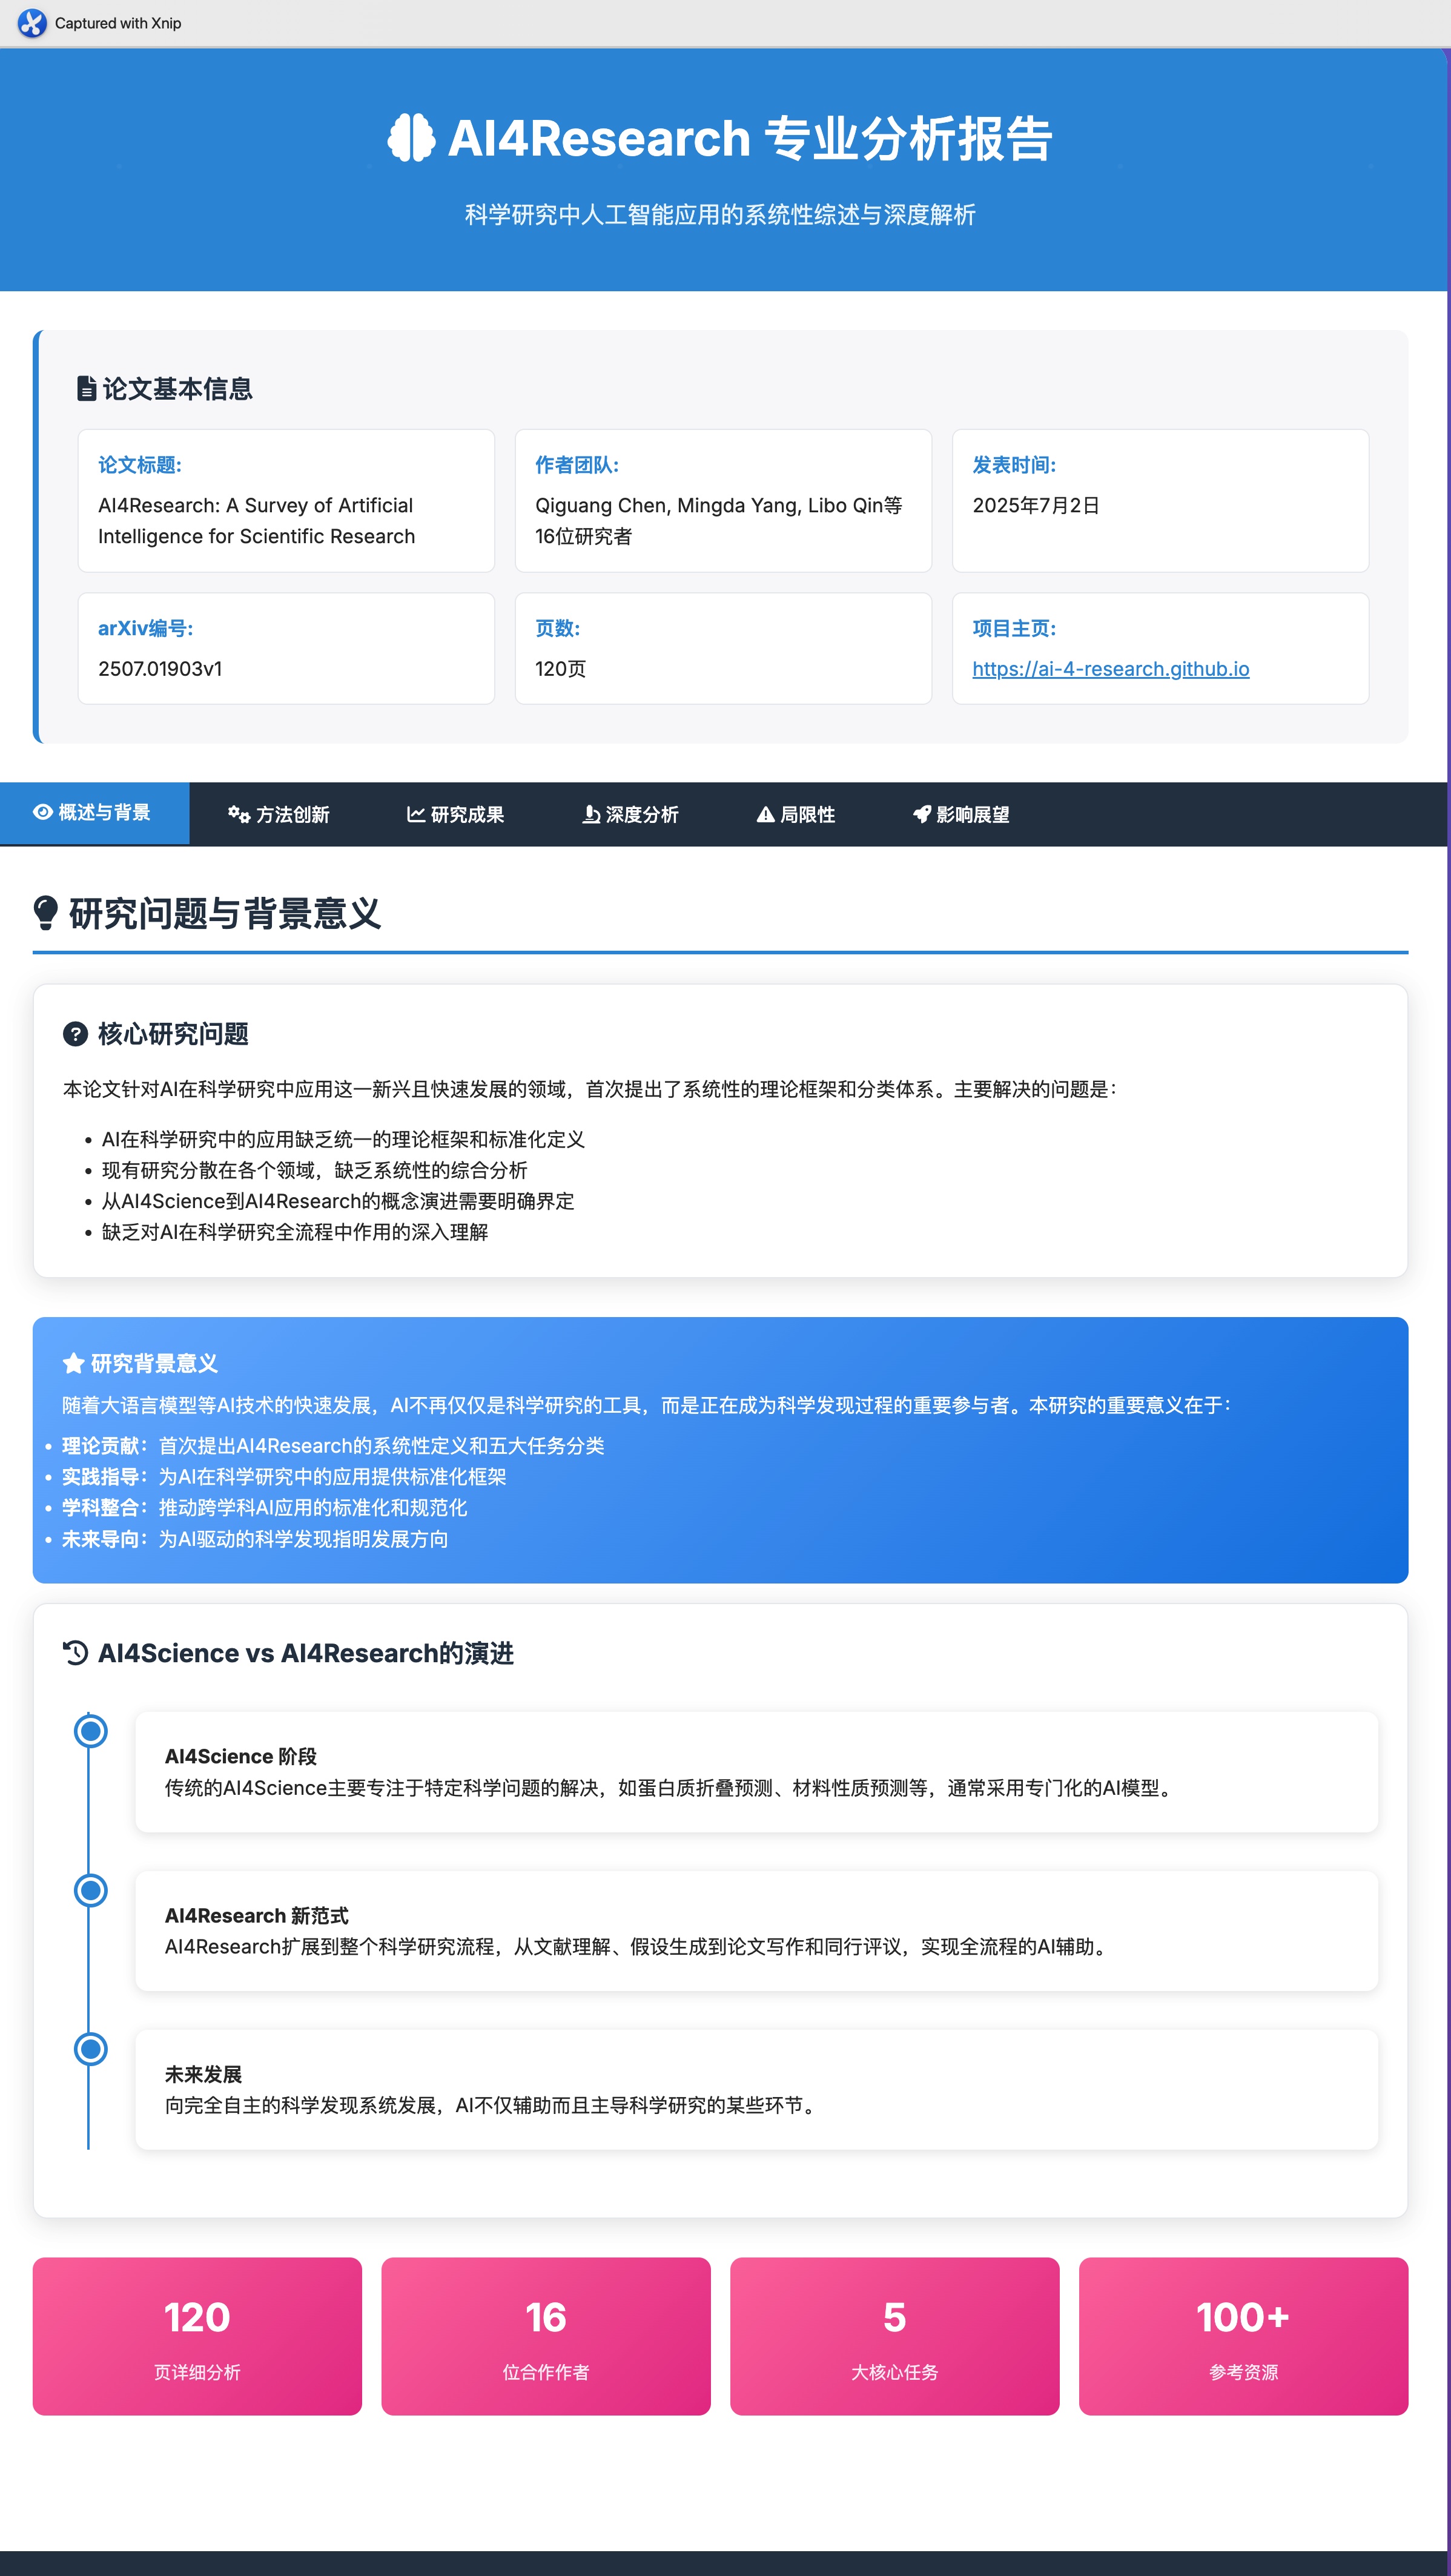 Captured with Xnip
AI4Research 专业分析报告
科学研究中人工智能应用的系统性综述与深度解析
论文基本信息
论文标题:
AI4Research: A Survey of Artificial
Intelligence for Scientific Research
作者团队:
Qiguang Chen, Mingda Yang, Libo Qin等
16位研究者
发表时间:
2025年7月2日
arXiv编号:
2507.01903v1
页数:
120页
项目主页:
https://ai-4-research.github.io
概述与背景
方法创新
研究成果
深度分析
局限性
影响展望
研究问题与背景意义
核心研究问题
本论文针对AI在科学研究中应用这一新兴且快速发展的领域，首次提出了系统性的理论框架和分类体系。主要解决的问题是：
• AI在科学研究中的应用缺乏统一的理论框架和标准化定义
• 现有研究分散在各个领域，缺乏系统性的综合分析
• 从AI4Science到AI4Research的概念演进需要明确界定
• 缺乏对AI在科学研究全流程中作用的深入理解
研究背景意义
随着大语言模型等AI技术的快速发展，AI不再仅仅是科学研究的工具，而是正在成为科学发现过程的重要参与者。本研究的重要意义在于：
• 理论贡献：首次提出AI4Research的系统性定义和五大任务分类
• 实践指导：为AI在科学研究中的应用提供标准化框架
• 学科整合：推动跨学科AI应用的标准化和规范化
• 未来导向：为AI驱动的科学发现指明发展方向
AI4Science vs AI4Research的演进
AI4Science 阶段
传统的AI4Science主要专注于特定科学问题的解决，如蛋白质折叠预测、材料性质预测等，通常采用专门化的AI模型。
AI4Research 新范式
AI4Research扩展到整个科学研究流程，从文献理解、假设生成到论文写作和同行评议，实现全流程的AI辅助。
未来发展
向完全自主的科学发现系统发展，AI不仅辅助而且主导科学研究的某些环节。
120
页详细分析
16
位合作作者
5
大核心任务
100+
参考资源